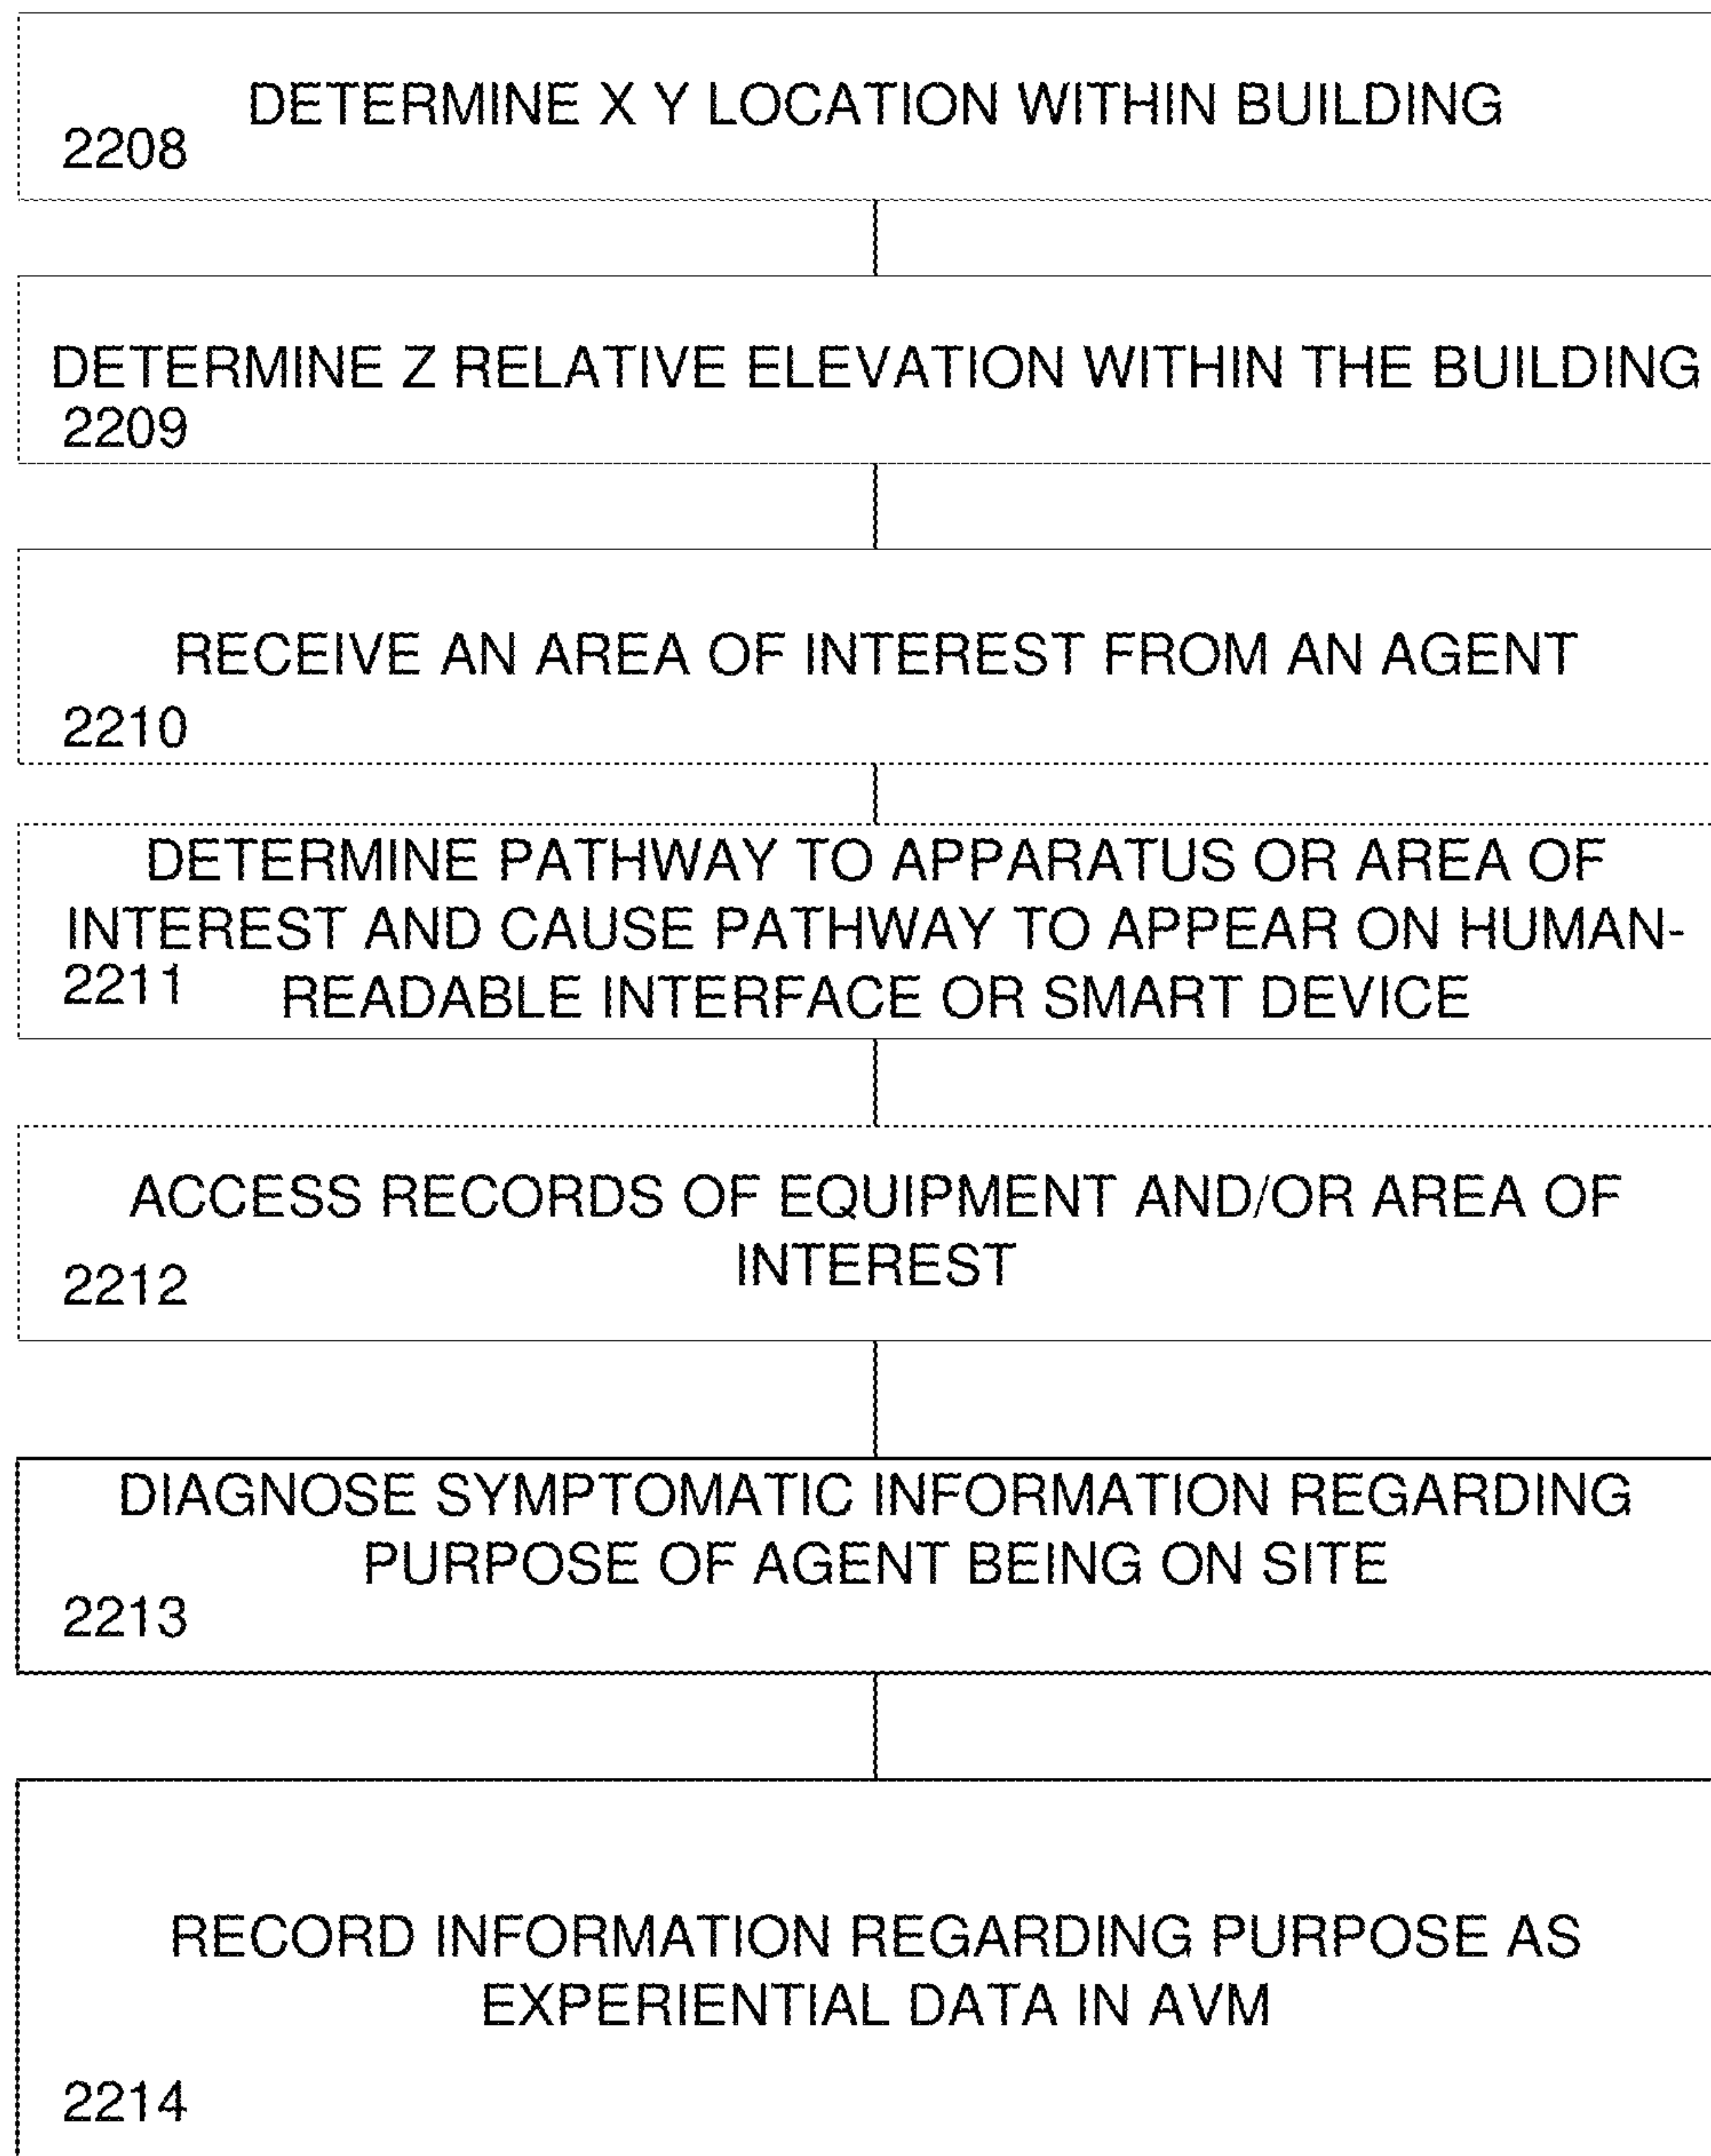 DETERMINE X Y LOCATION WITHIN BUILDING
2208
DETERMINE Z RELATIVE ELEVATION WITHIN THE BUILDING
2209
RECEIVE AN AREA OF INTEREST FROM AN AGENT
2210
DETERMINE PATHWAY TO APPARATUS OR AREA OF
INTEREST AND CAUSE PATHWAY TO APPEAR ON HUMAN-
2211 READABLE INTERFACE OR SMART DEVICE
ACCESS RECORDS OF EQUIPMENT AND/OR AREA OF
INTEREST
2212
DIAGNOSE SYMPTOMATIC INFORMATION REGARDING
PURPOSE OF AGENT BEING ON SITE
2213
RECORD INFORMATION REGARDING PURPOSE AS
EXPERIENTIAL DATA IN AVM
2214